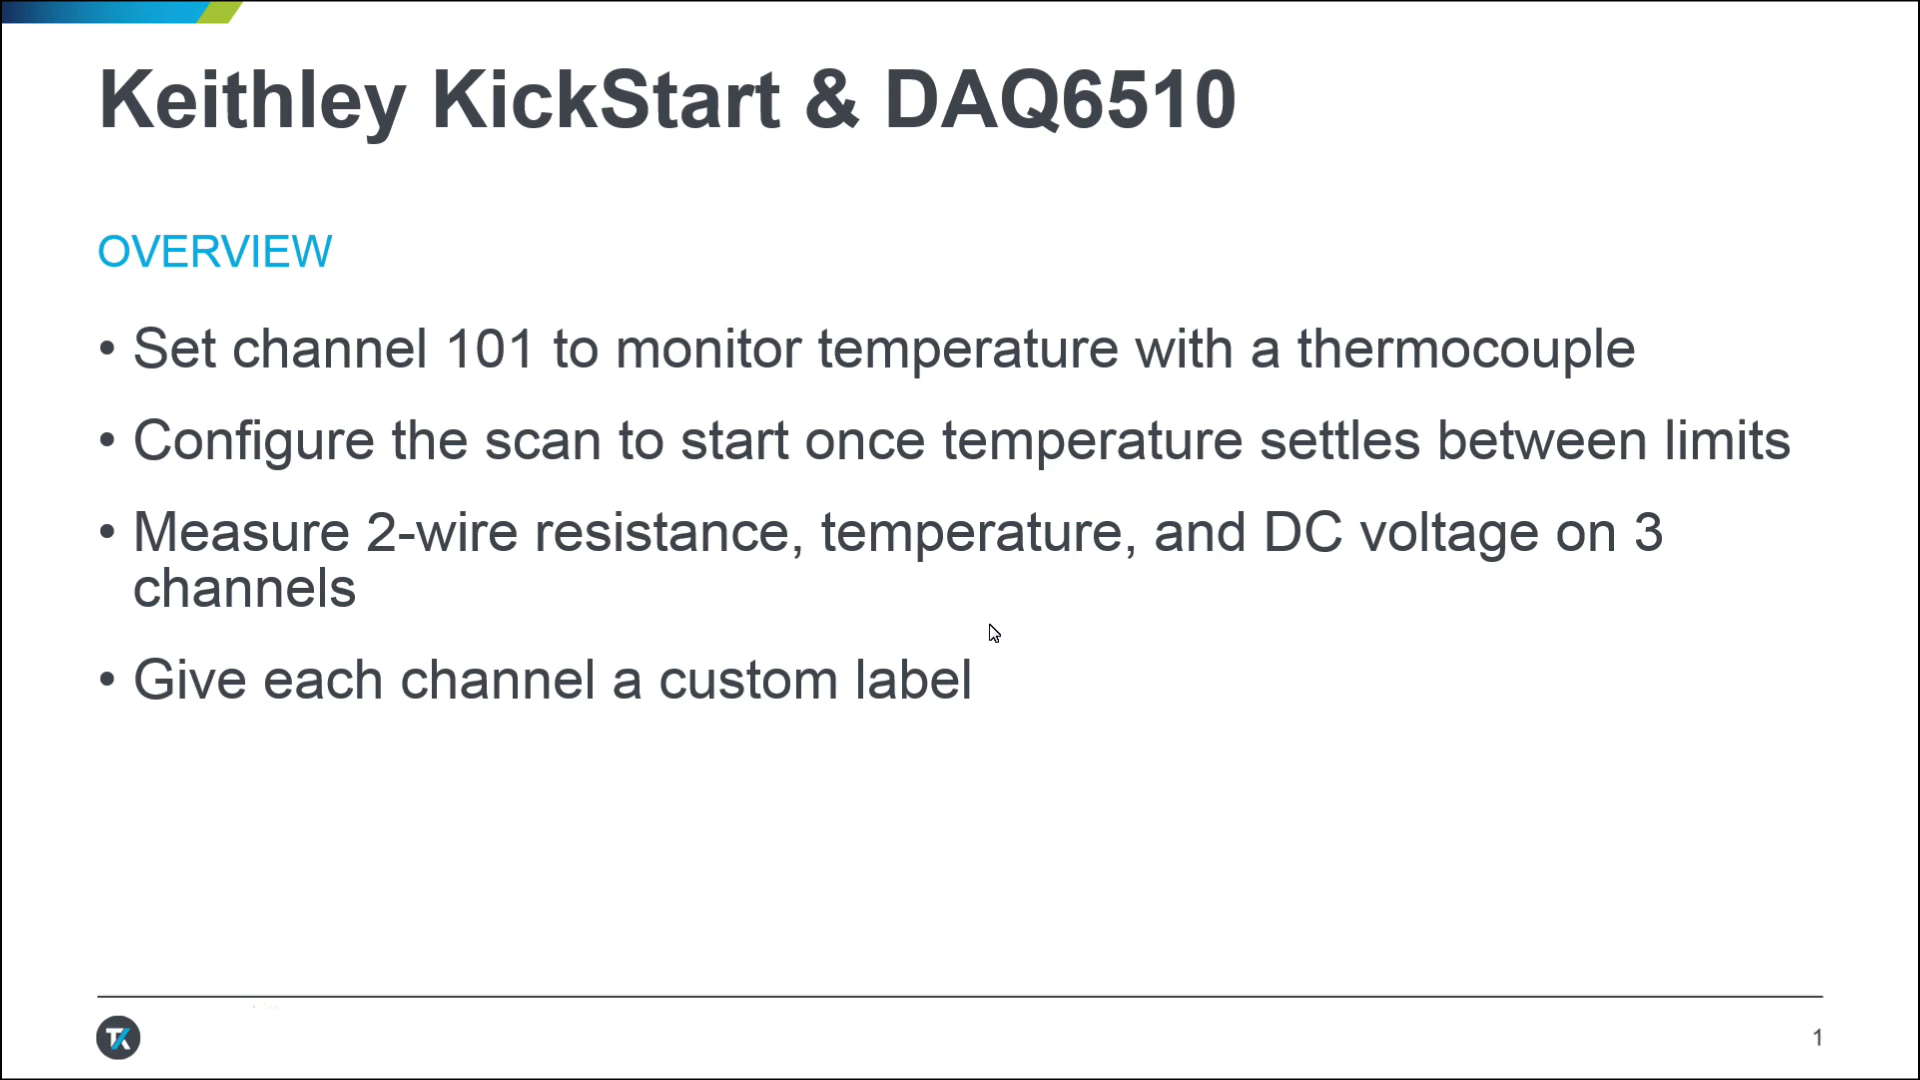 Keithley KickStart & DAQ6510
OVERVIEW
• Set channel 101 to monitor temperature with a thermocouple
• Configure the scan to start once temperature settles between limits
• Measure 2-wire resistance, temperature, and DC voltage on 3
channels
• Give each channel a custom label
TK
1